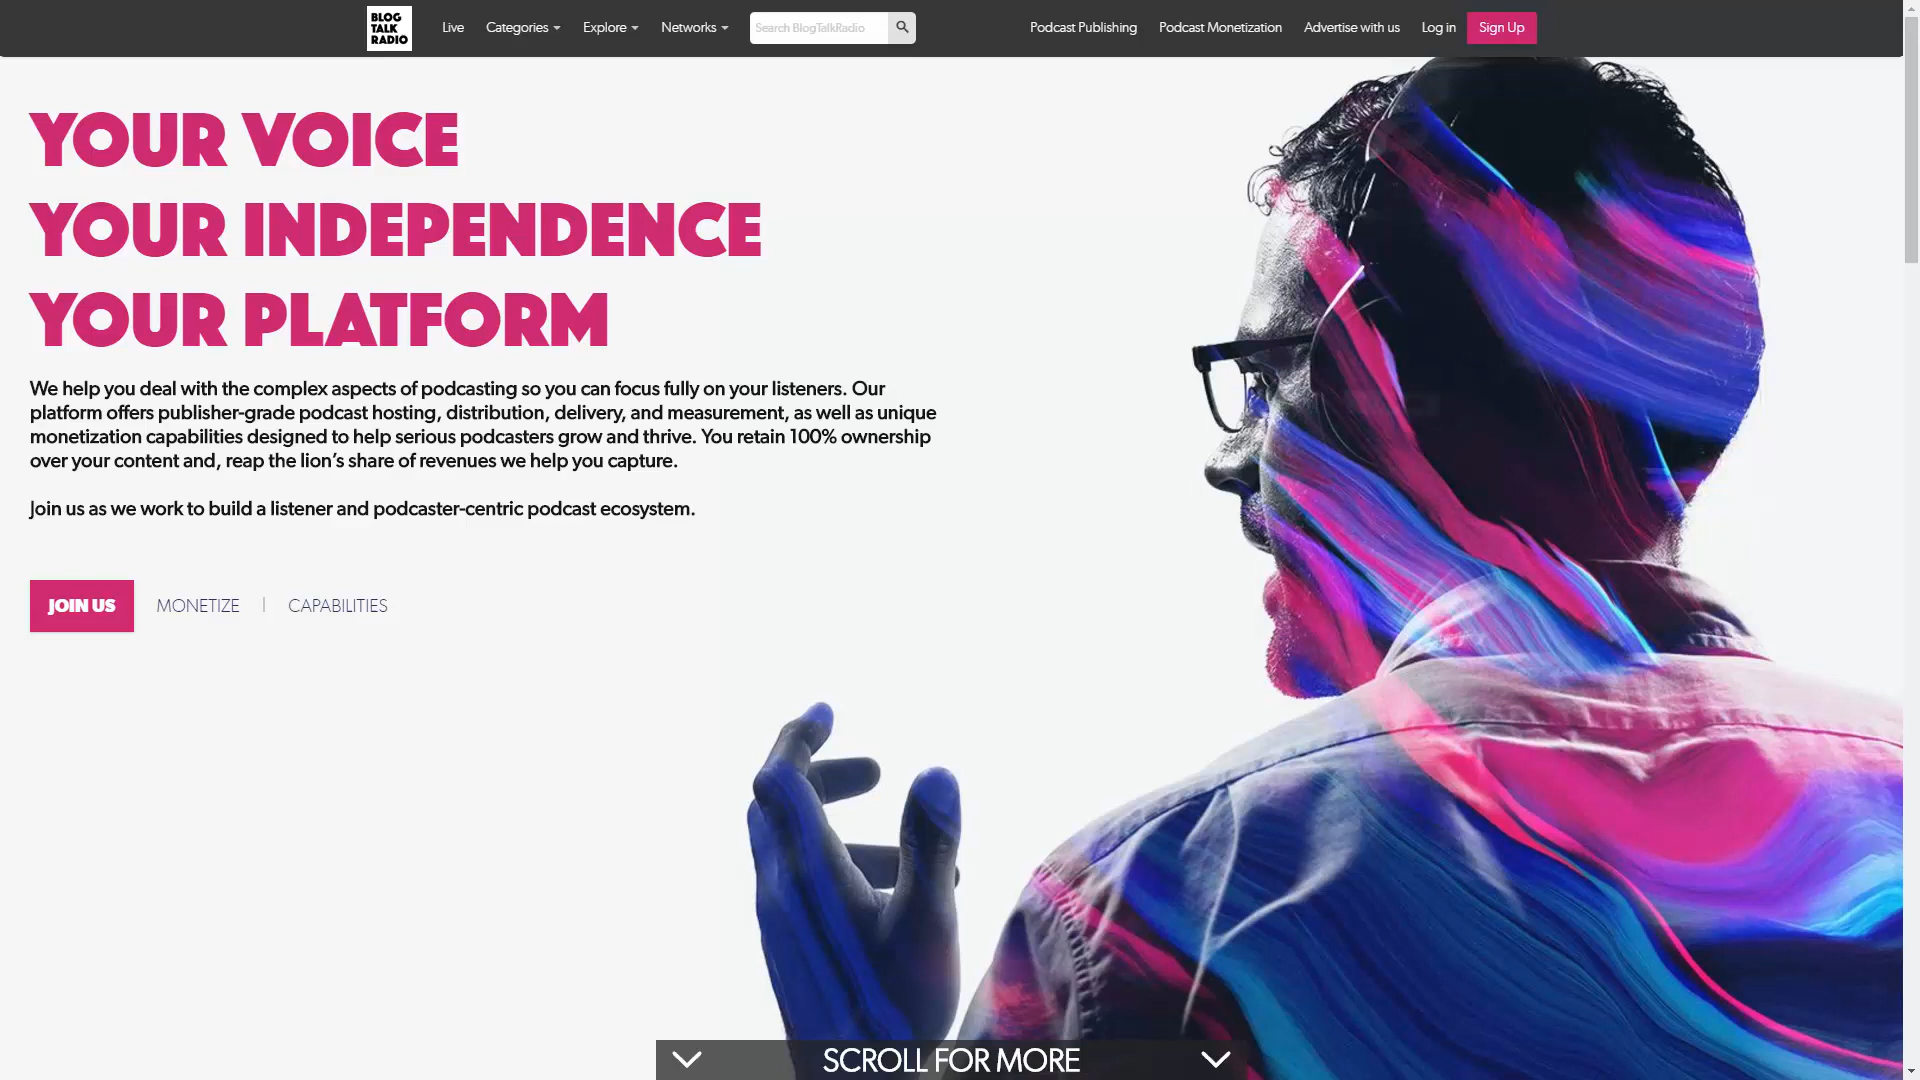 BLOG
TALK
RADIO
Live
Categories
Explore
Networks
Search BlogTalkRadio
Podcast Publishing
Podcast Monetization
Advertise with us
Log in
Sign Up
YOUR VOICE
YOUR INDEPENDENCE
YOUR PLATFORM
We help you deal with the complex aspects of podcasting so you can focus fully on your listeners. Our
platform offers publisher-grade podcast hosting, distribution, delivery, and measurement, as well as unique
monetization capabilities designed to help serious podcasters grow and thrive. You retain 100% ownership
over your content and, reap the lion’s share of revenues we help you capture.
Join us as we work to build a listener and podcaster-centric podcast ecosystem.
JOIN US
MONETIZE
|
CAPABILITIES
SCROLL FOR MORE